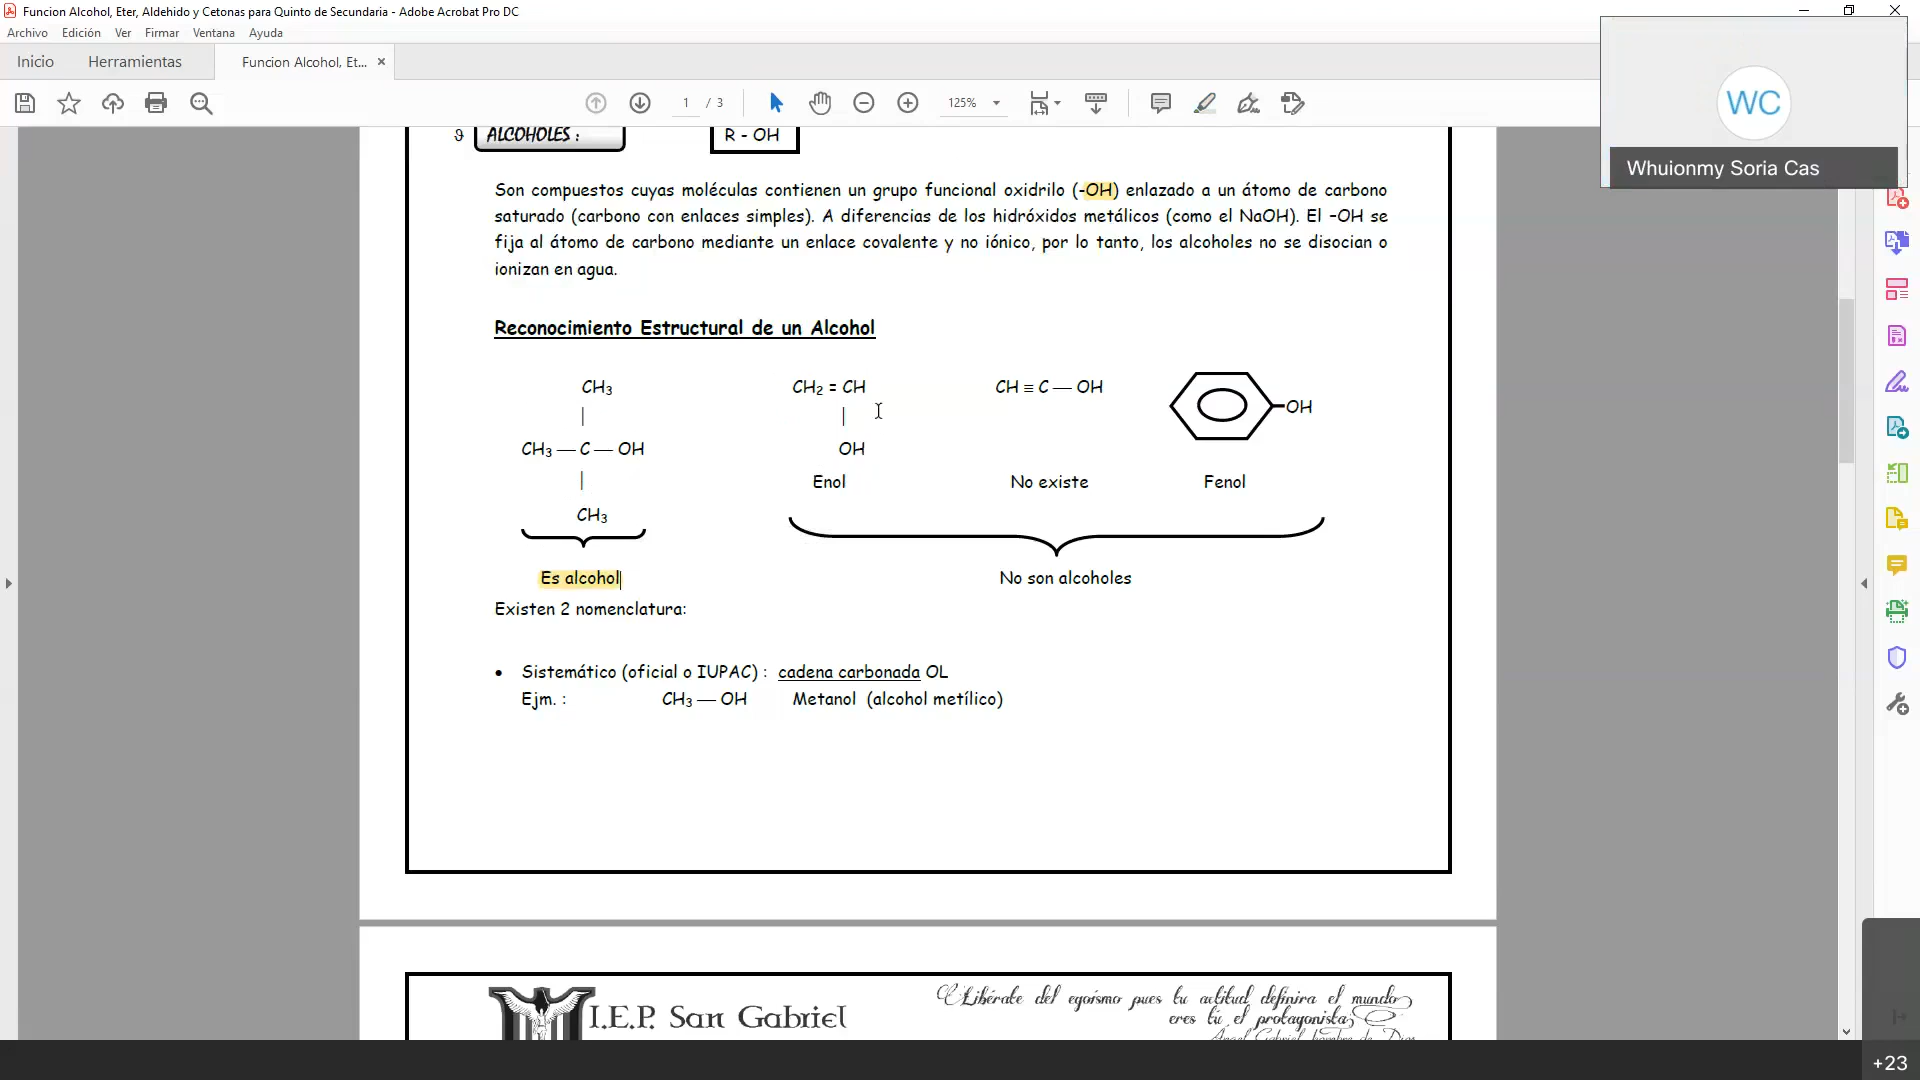 Funcion Alcohol, Eter, Aldehido y Cetonas para Quinto de Secundaria - Adobe Acrobat Pro DC
Archivo Edición Ver Firmar Ventana Ayuda
Inicio Herramientas Funcion Alcohol, Et... ×
1 / 3 125%
WC
Whuionmy Soria Cas
ALCOHOLES :
R - OH
Son compuestos cuyas moléculas contienen un grupo funcional oxidrilo (-OH) enlazado a un átomo de carbono
saturado (carbono con enlaces simples). A diferencias de los hidróxidos metálicos (como el NaOH). El –OH se
fija al átomo de carbono mediante un enlace covalente y no iónico, por lo tanto, los alcoholes no se disocian o
ionizan en agua.
Reconocimiento Estructural de un Alcohol
CH3
|
CH3 — C — OH
|
CH3
CH2 = CH
|
OH
Enol
CH ≡ C — OH
No existe
OH
Fenol
Es alcohol
No son alcoholes
Existen 2 nomenclatura:
• Sistemático (oficial o IUPAC) : cadena carbonada OL
Ejm. : CH3 — OH Metanol (alcohol metílico)
I.E.P. San Gabriel
Libérate del egoísmo pues tu actitud definira el mundo
eres tú el protagonista
Angel Gabriel hombre de Dios
+23